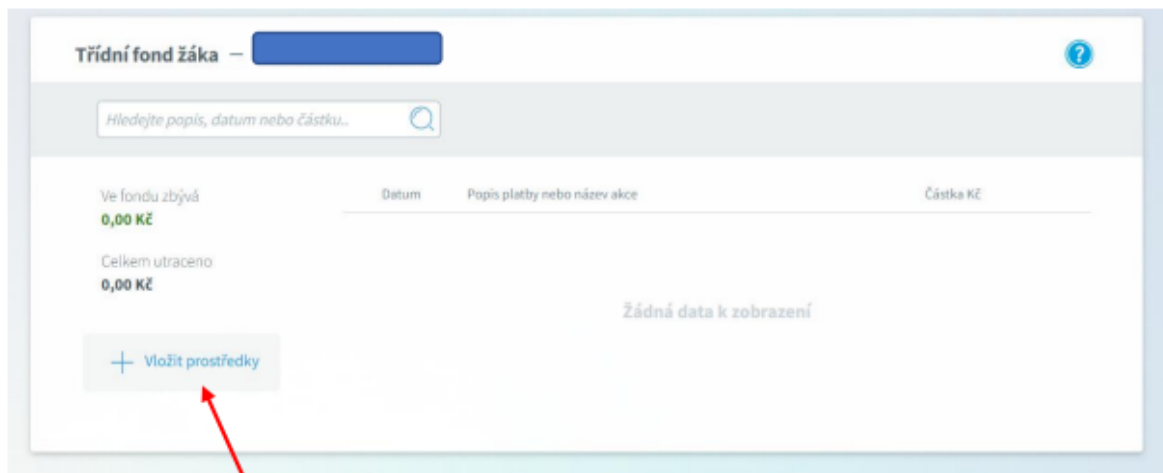 Třídní fond žáka –
?
Hledejte popis, datum nebo částku..
Ve fondu zbývá
0,00 Kč
Celkem utraceno
0,00 Kč
+ Vložit prostředky
Datum Popis platby nebo název akce Částka Kč
Žádná data k zobrazení